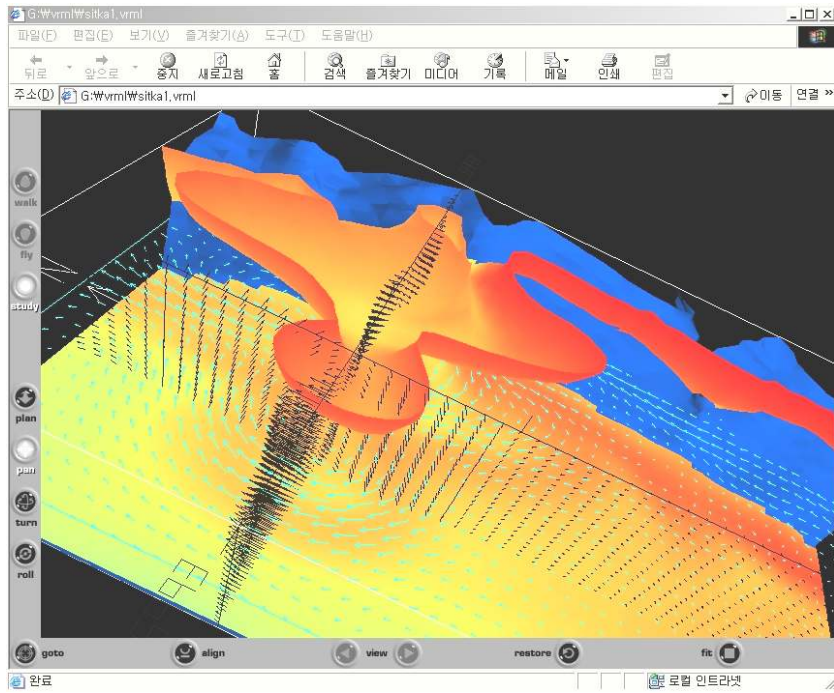 G:₩vrml₩sitka1.vrml
파일(F) 편집(E) 보기(V) 즐겨찾기(A) 도구(T) 도움말(H)
뒤로 앞으로 중지 새로고침 홈 검색 즐겨찾기 미디어 기록 메일 인쇄 편집
주소(D) G:₩vrml₩sitka1.vrml 이동 연결 »
walk
fly
study
plan
pan
turn
roll
goto align view restore fit
완료 로컬 인트라넷